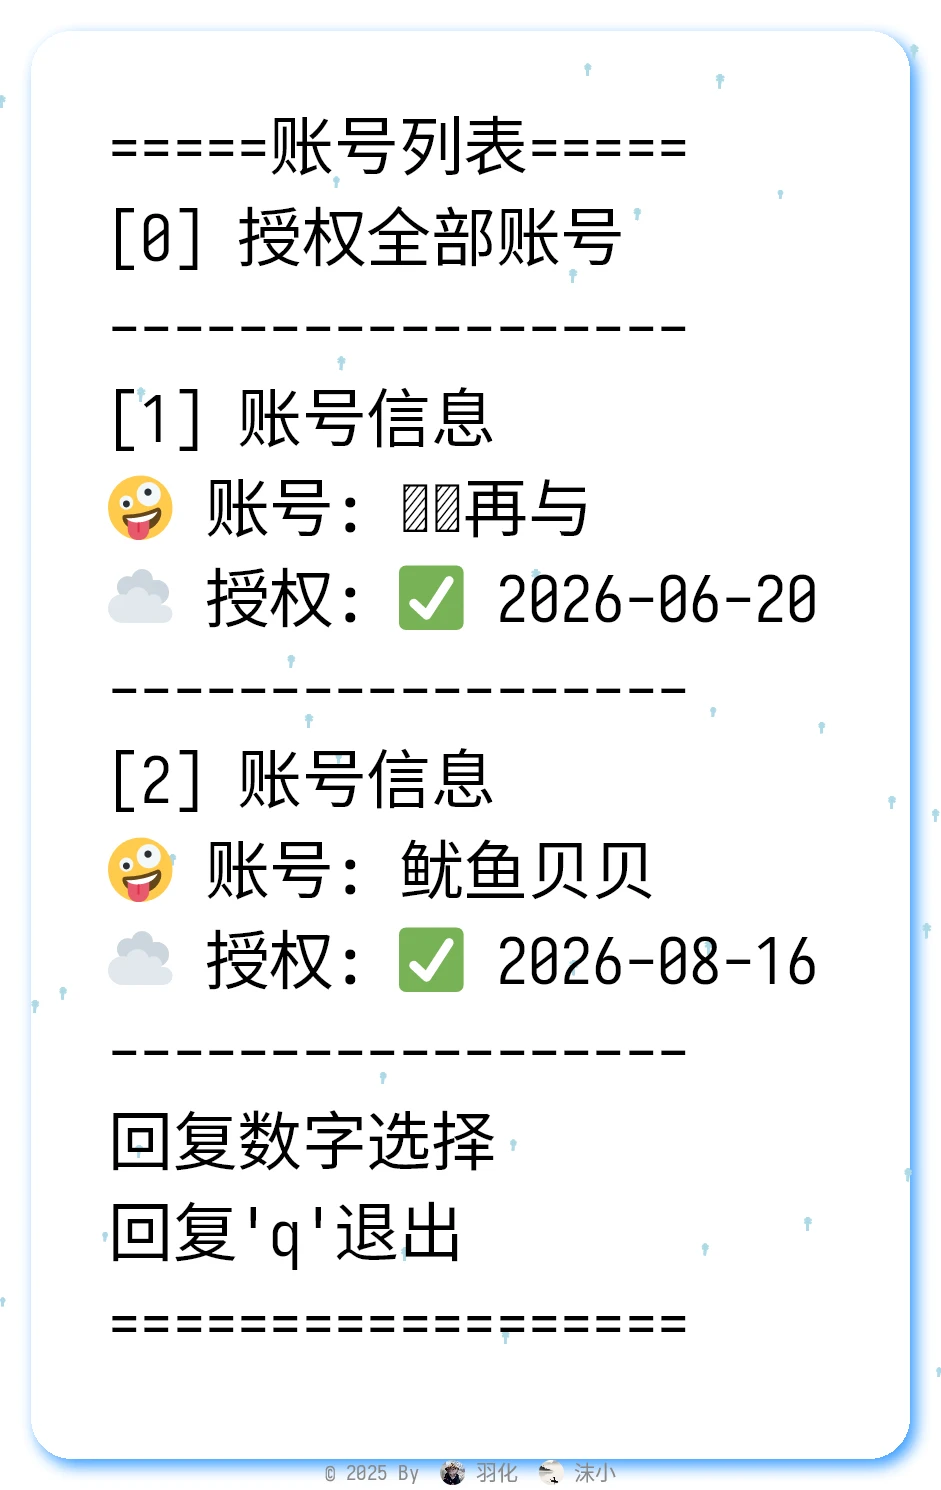 =====账号列表=====
[0] 授权全部账号
------------------
[1] 账号信息
🤪 账号: 再与
☁️ 授权: ✅ 2026-06-20
------------------
[2] 账号信息
🤪 账号: 鱿鱼贝贝
☁️ 授权: ✅ 2026-08-16
------------------
回复数字选择
回复'q'退出
==================
© 2025 By 羽化 沫小